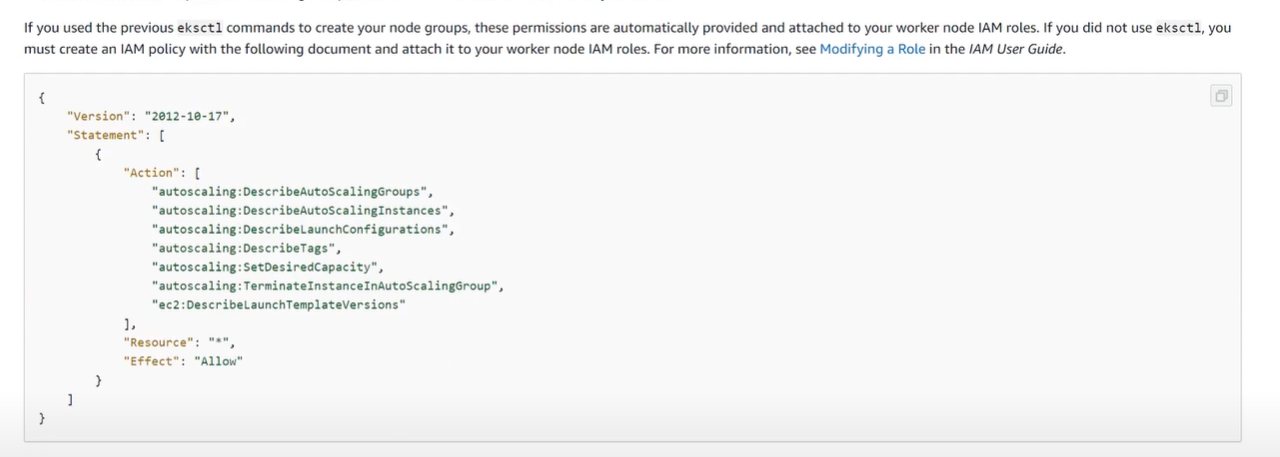 If you used the previous eksctl commands to create your node groups, these permissions are automatically provided and attached to your worker node IAM roles. If you did not use eksctl, you
must create an IAM policy with the following document and attach it to your worker node IAM roles. For more information, see Modifying a Role in the IAM User Guide.
{
    "Version": "2012-10-17",
    "Statement": [
        {
            "Action": [
                "autoscaling:DescribeAutoScalingGroups",
                "autoscaling:DescribeAutoScalingInstances",
                "autoscaling:DescribeLaunchConfigurations",
                "autoscaling:DescribeTags",
                "autoscaling:SetDesiredCapacity",
                "autoscaling:TerminateInstanceInAutoScalingGroup",
                "ec2:DescribeLaunchTemplateVersions"
            ],
            "Resource": "*",
            "Effect": "Allow"
        }
    ]
}